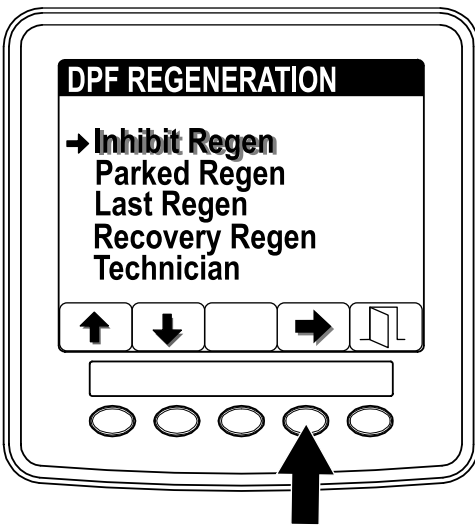 DPF REGENERATION
Inhibit Regen
Parked Regen
Last Regen
Recovery Regen
Technician